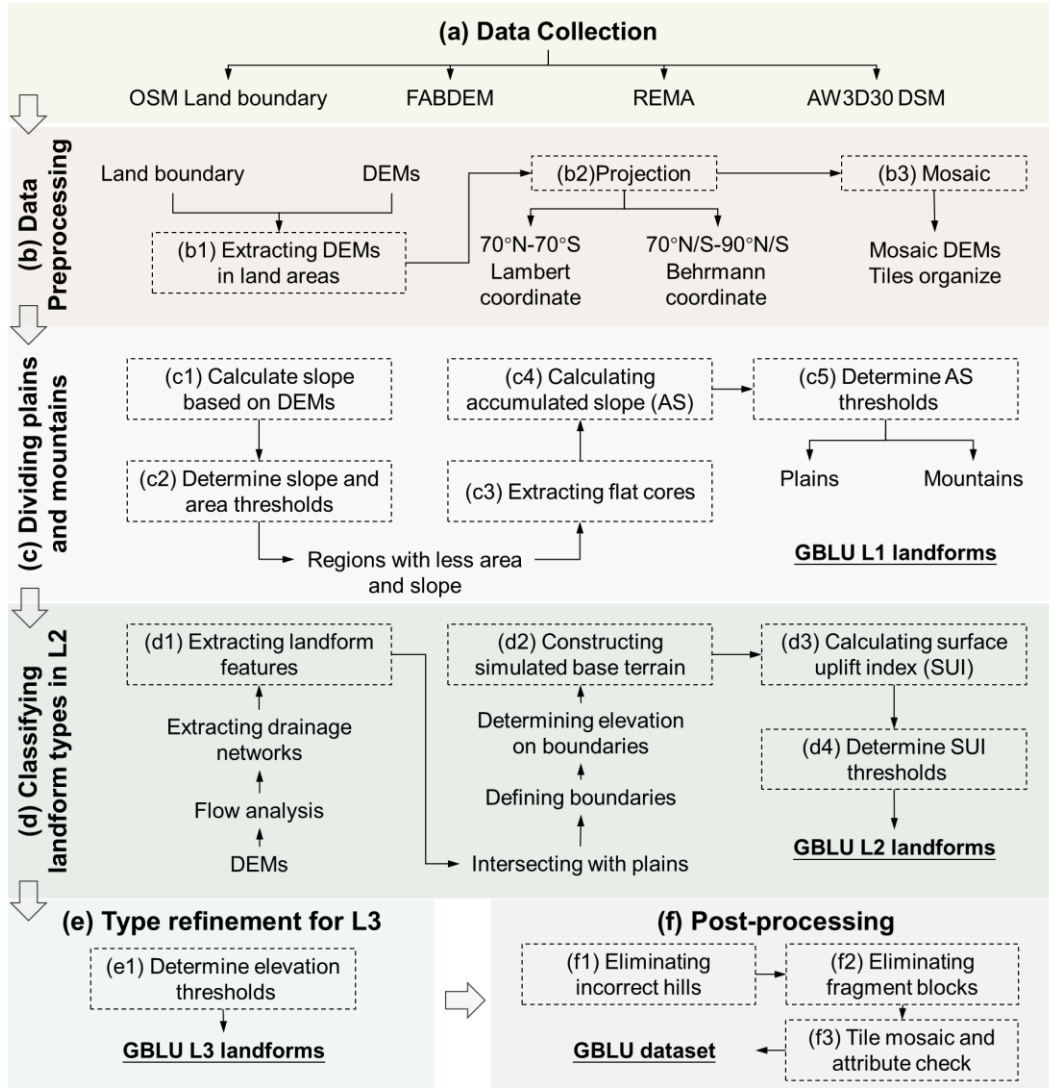 (a) Data Collection
OSM Land boundary
FABDEM
REMA
AW3D30 DSM
(b) Data
Preprocessing
Land boundary
DEMs
(b1) Extracting DEMs
in land areas
(b2)Projection
70°N-70°S
Lambert
coordinate
70°N/S-90°N/S
Behrmann
coordinate
(b3) Mosaic
Mosaic DEMs
Tiles organize
(c) Dividing plains
and mountains
(c1) Calculate slope
based on DEMs
(c2) Determine slope and
area thresholds
Regions with less area
and slope
(c3) Extracting flat cores
(c4) Calculating
accumulated slope (AS)
(c5) Determine AS
thresholds
Plains
Mountains
GBLU L1 landforms
(d) Classifying
landform types in L2
(d1) Extracting landform
features
Extracting drainage
networks
Flow analysis
DEMs
(d2) Constructing
simulated base terrain
Determining elevation
on boundaries
Defining boundaries
Intersecting with plains
(d3) Calculating surface
uplift index (SUI)
(d4) Determine SUI
thresholds
GBLU L2 landforms
(e) Type refinement for L3
(e1) Determine elevation
thresholds
GBLU L3 landforms
(f) Post-processing
(f1) Eliminating
incorrect hills
(f2) Eliminating
fragment blocks
(f3) Tile mosaic and
attribute check
GBLU dataset